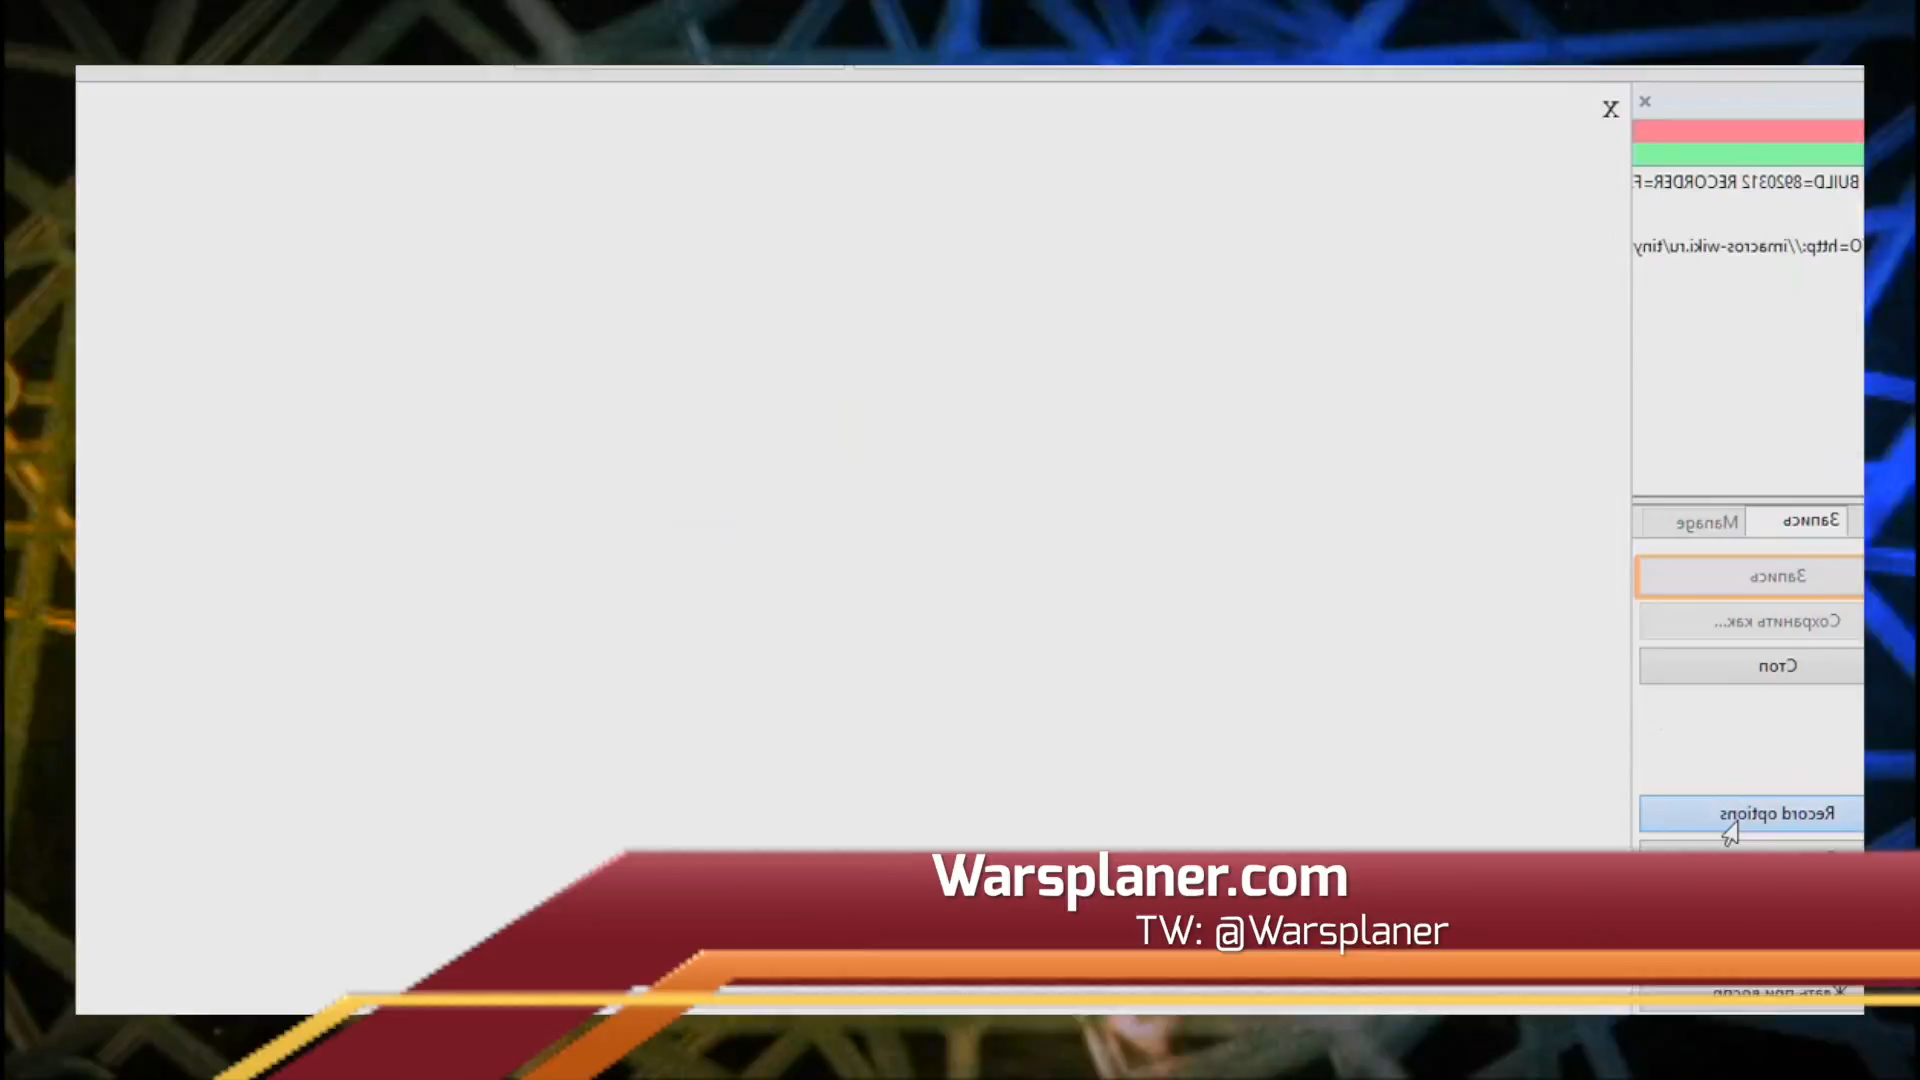 X
BUILD=8920312 RECORDER=F
O=http://imacros-wiki.ru/tiny
Запись
Manage
Запись
Сохранить как...
Стоп
Record options
Warsplaner.com
TW: @Warsplaner